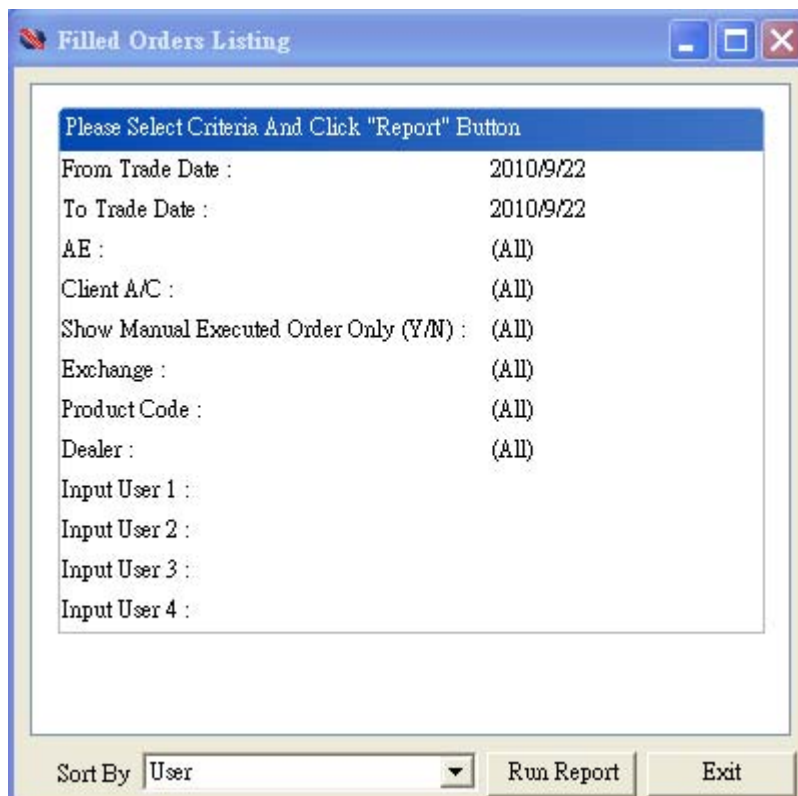 Filled Orders Listing
Please Select Criteria And Click "Report" Button
From Trade Date : 2010/9/22
To Trade Date : 2010/9/22
AE : (All)
Client A/C : (All)
Show Manual Executed Order Only (Y/N) : (All)
Exchange : (All)
Product Code : (All)
Dealer : (All)
Input User 1 :
Input User 2 :
Input User 3 :
Input User 4 :
Sort By User Run Report Exit